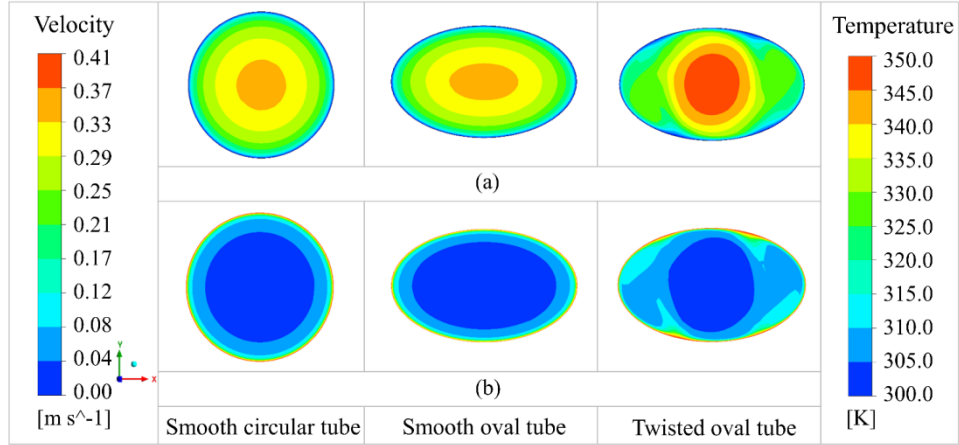 Velocity
0.41
0.37
0.33
0.29
0.25
0.21
0.16
0.12
0.08
0.04
0.00
[m s^-1]
Y
X
(a)
(b)
Smooth circular tube
Smooth oval tube
Twisted oval tube
Temperature
350.0
345.0
340.0
335.0
330.0
325.0
320.0
315.0
310.0
305.0
300.0
[K]